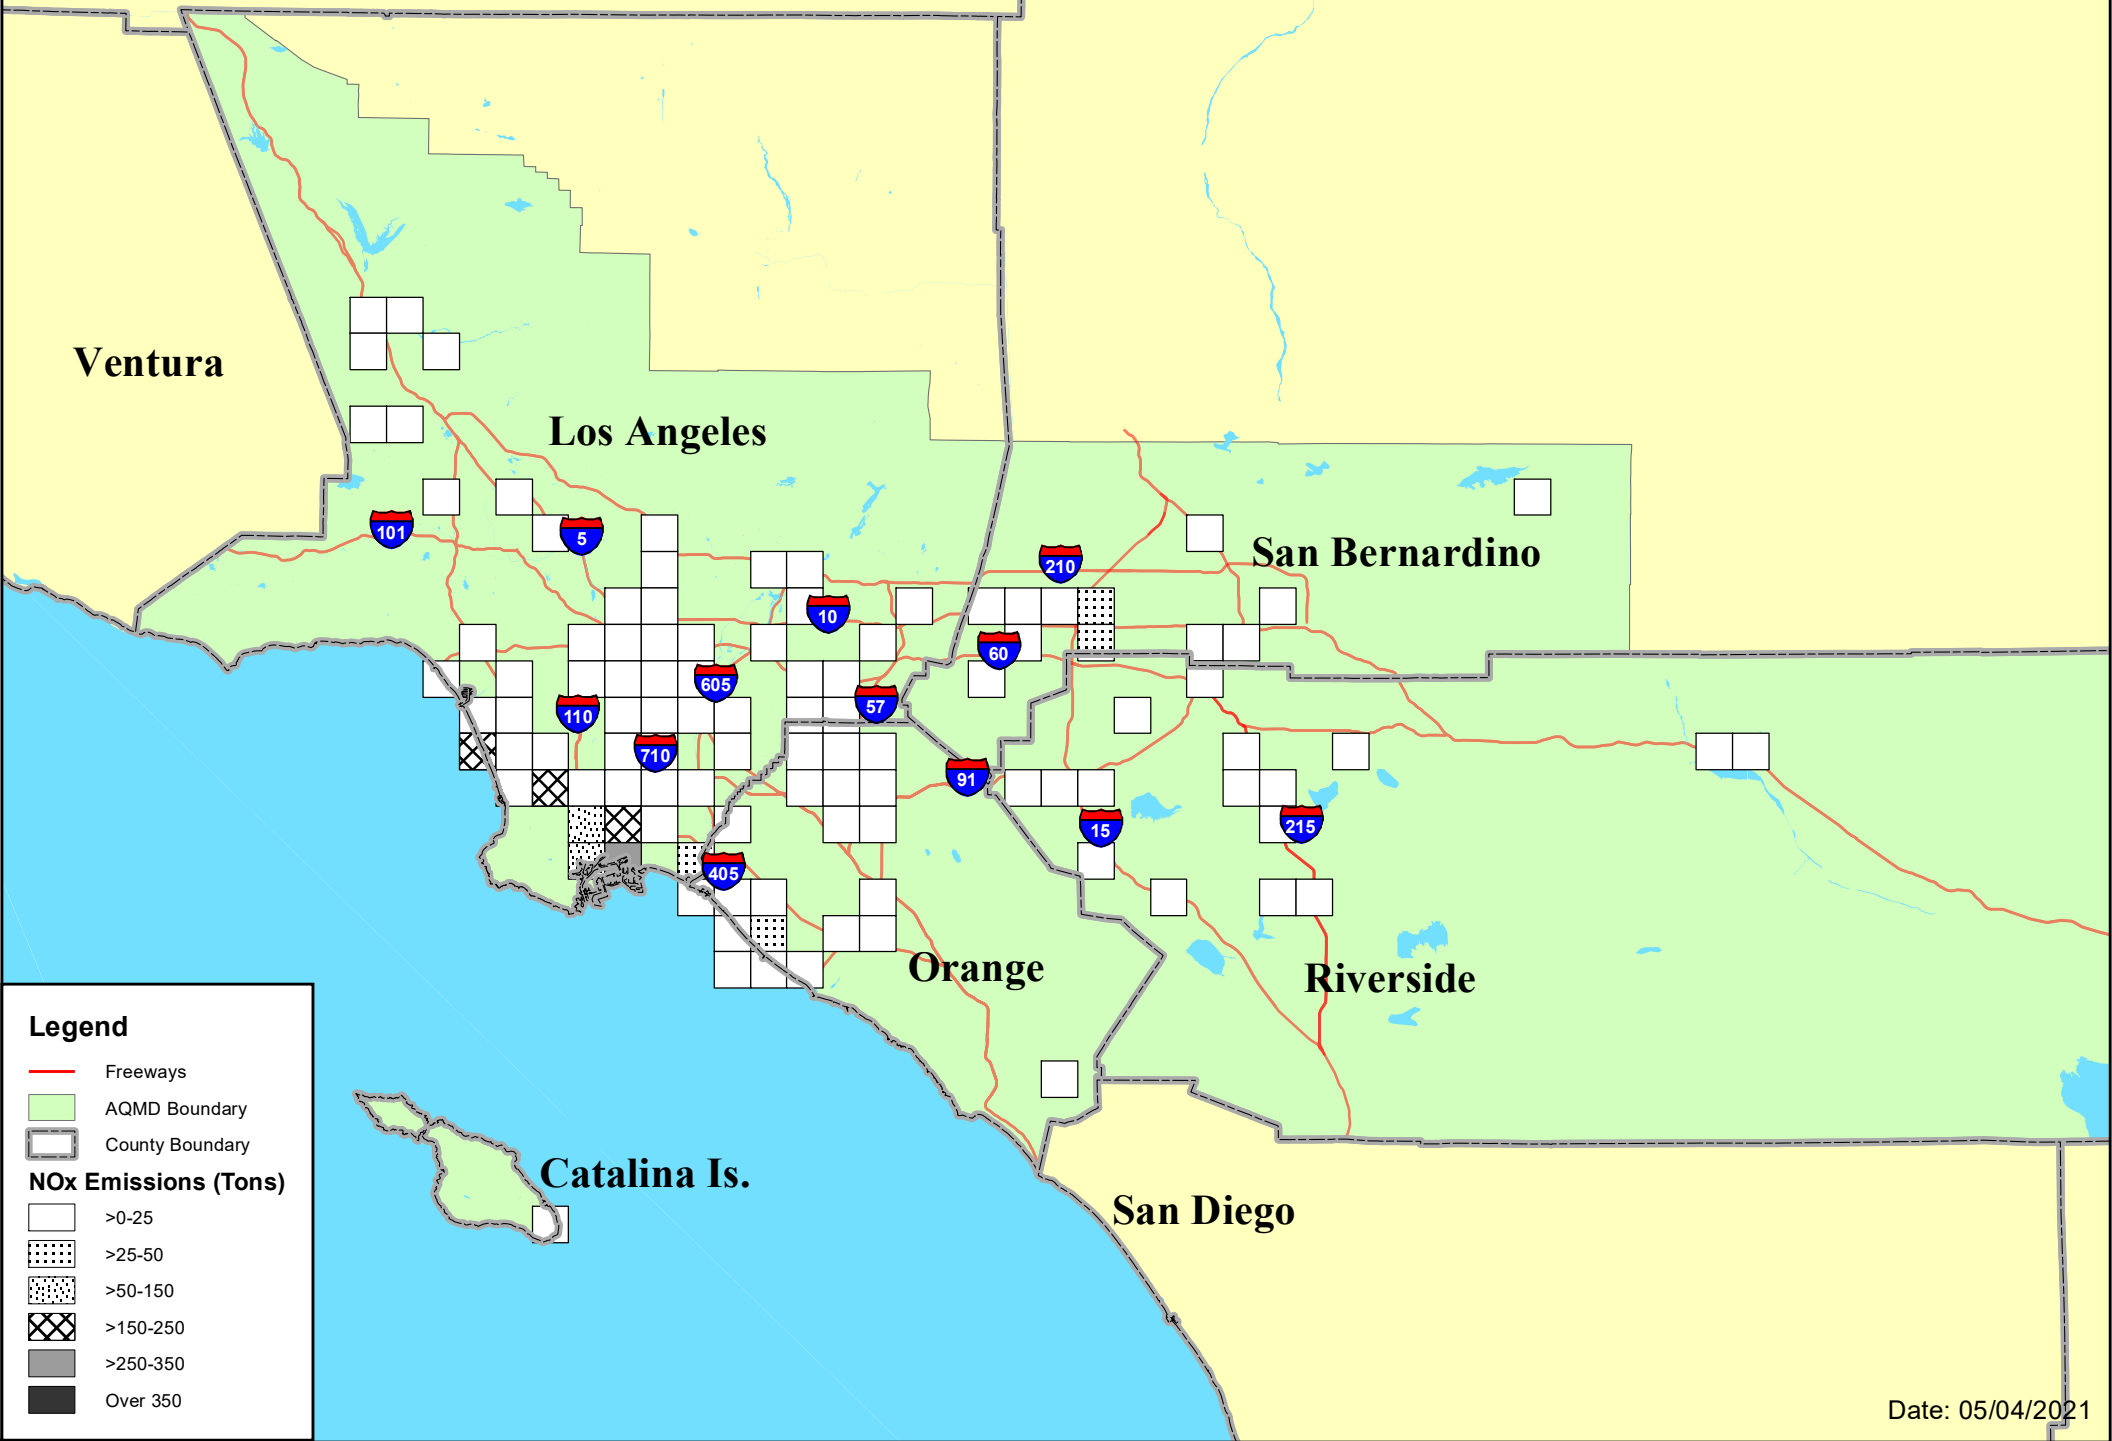 Ventura
Los Angeles
101
5
210
San Bernardino
10
60
605
57
110
710
91
15
215
405
Orange
Riverside
Legend
Freeways
AQMD Boundary
County Boundary
NOx Emissions (Tons)
>0-25
>25-50
>50-150
>150-250
>250-350
Over 350
Catalina Is.
San Diego
Date: 05/04/2021